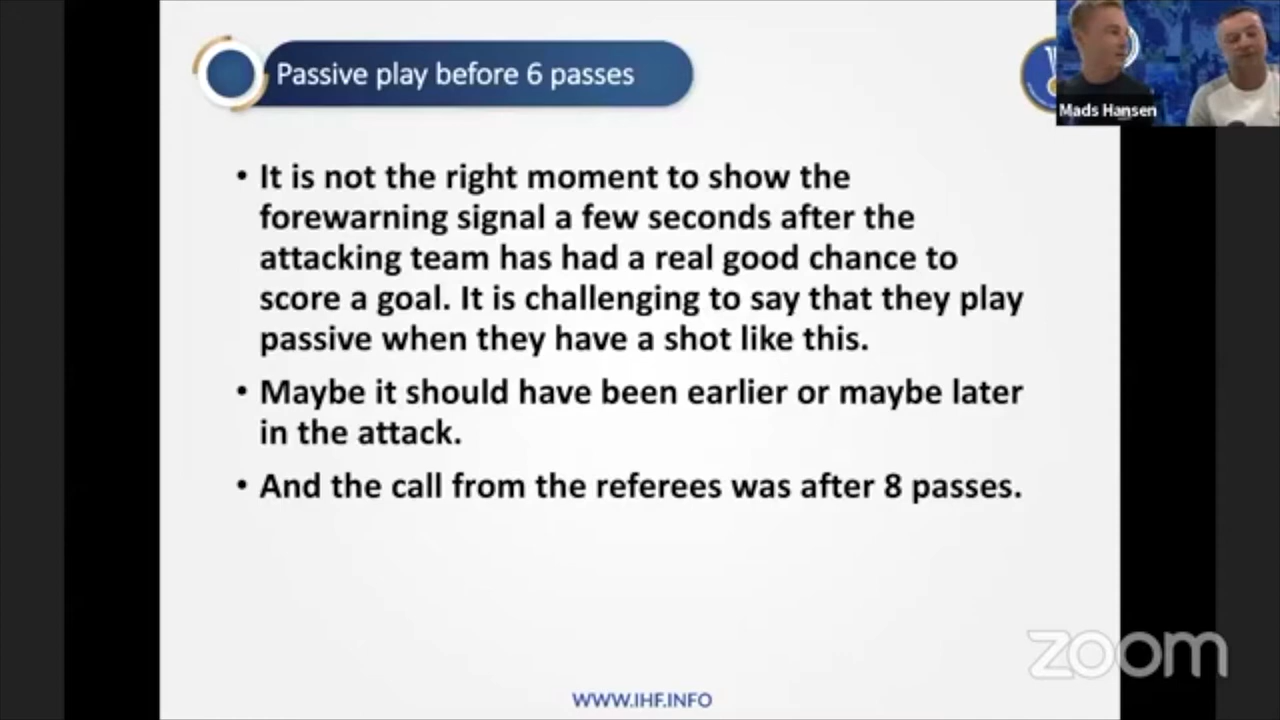 Passive play before 6 passes
Mads Hansen
• It is not the right moment to show the
forewarning signal a few seconds after the
attacking team has had a real good chance to
score a goal. It is challenging to say that they play
passive when they have a shot like this.
• Maybe it should have been earlier or maybe later
in the attack.
• And the call from the referees was after 8 passes.
zoom
WWW.IHF.INFO